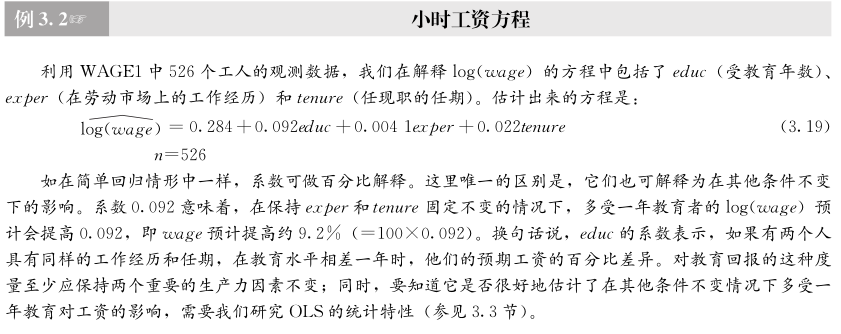 例 3.2 小时工资方程
利用 WAGE1 中 526 个工人的观测数据，我们在解释 log(wage) 的方程中包括了 educ（受教育年数）、
exper（在劳动市场上的工作经历）和 tenure（任现职的任期）。估计出来的方程是：
log(wage) = 0.284+0.092educ+0.004 1exper+0.022tenure (3.19)
n=526
如在简单回归情形中一样，系数可做百分比解释。这里唯一的区别是，它们也可解释为在其他条件不变
下的影响。系数 0.092 意味着，在保持 exper 和 tenure 固定不变的情况下，多受一年教育者的 log(wage) 预
计会提高 0.092，即 wage 预计提高约 9.2%（=100×0.092）。换句话说，educ 的系数表示，如果有两个人
具有同样的工作经历和任期，在教育水平相差一年时，他们的预期工资的百分比差异。对教育回报的这种度
量至少应保持两个重要的生产力因素不变；同时，要知道它是否很好地估计了在其他条件不变情况下多受一
年教育对工资的影响，需要我们研究 OLS 的统计特性（参见 3.3 节）。